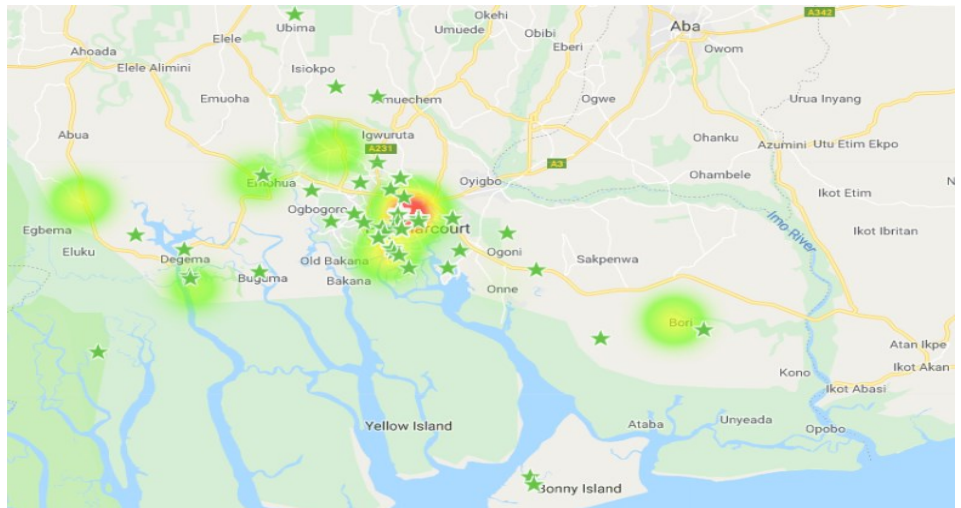 A342
Ubima
Okehi
Umuede
Obibi
Aba
Elele
Ahoada
Eberi
Owom
Elele Alimini
Isiokpo
Emuoha
muechem
Ogwe
Urua Inyang
Abua
Igwuruta
Ohanku
Azumini
Utu Etim Ekpo
A231
A3
Ohambele
Emohua
Oyigbo
Ikot Etim
N
Ogbogoro
Egbema
arcourt
Imo River
Ikot Ibritan
Eluku
Degema
Old Bakana
Ogoni
Sakpenwa
Buguma
Bakana
Onne
Bori
Atan Ikpe
Kono
Ikot Akan
Ikot Abasi
Yellow Island
Ataba
Unyeada
Opobo
Bonny Island